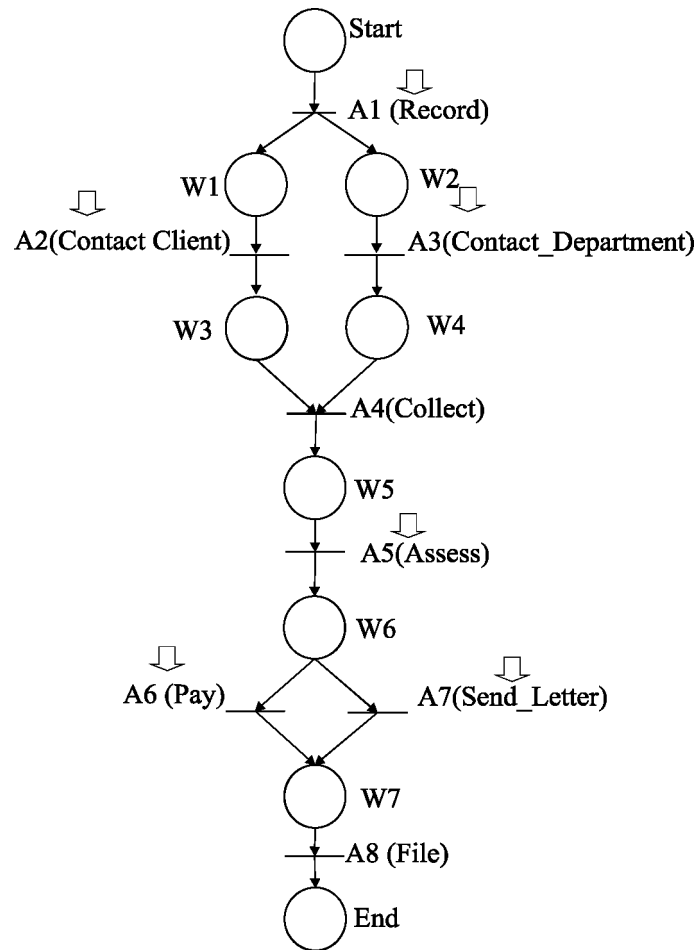 Start
A1 (Record)
W1
W2
A2(Contact Client)
A3(Contact_Department)
W3
W4
A4(Collect)
W5
A5(Assess)
W6
A6 (Pay)
A7(Send_Letter)
W7
A8 (File)
End